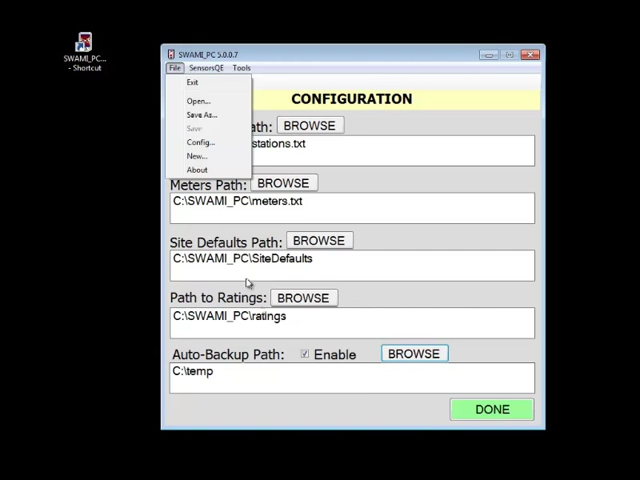 SWAMI_PC 5.0.0.7
File SensorsQE Tools
Exit
Open...
Save As...
Save
Config...
New...
About
CONFIGURATION
ath: BROWSE
stations.txt
Meters Path: BROWSE
C:\SWAMI_PC\meters.txt
Site Defaults Path: BROWSE
C:\SWAMI_PC\SiteDefaults
Path to Ratings: BROWSE
C:\SWAMI_PC\ratings
Auto-Backup Path: Enable BROWSE
C:\temp
DONE
SWAMI_PC...
- Shortcut